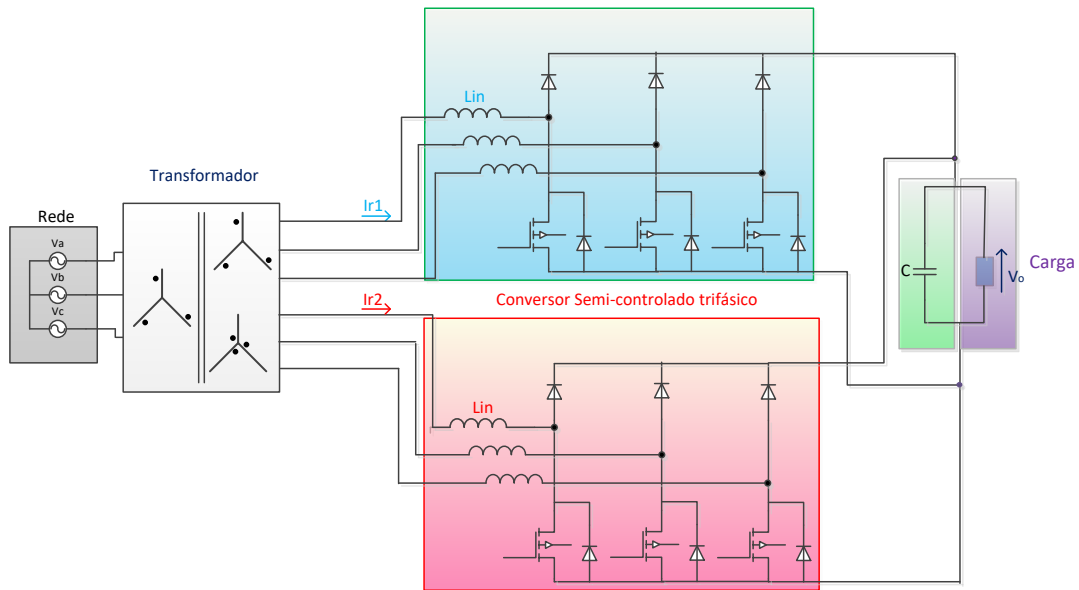 Lin
Transformador
Ir1
Rede
Va
Vb
Vc
C
Vo
Carga
Ir2
Conversor Semi-controlado trifásico
Lin